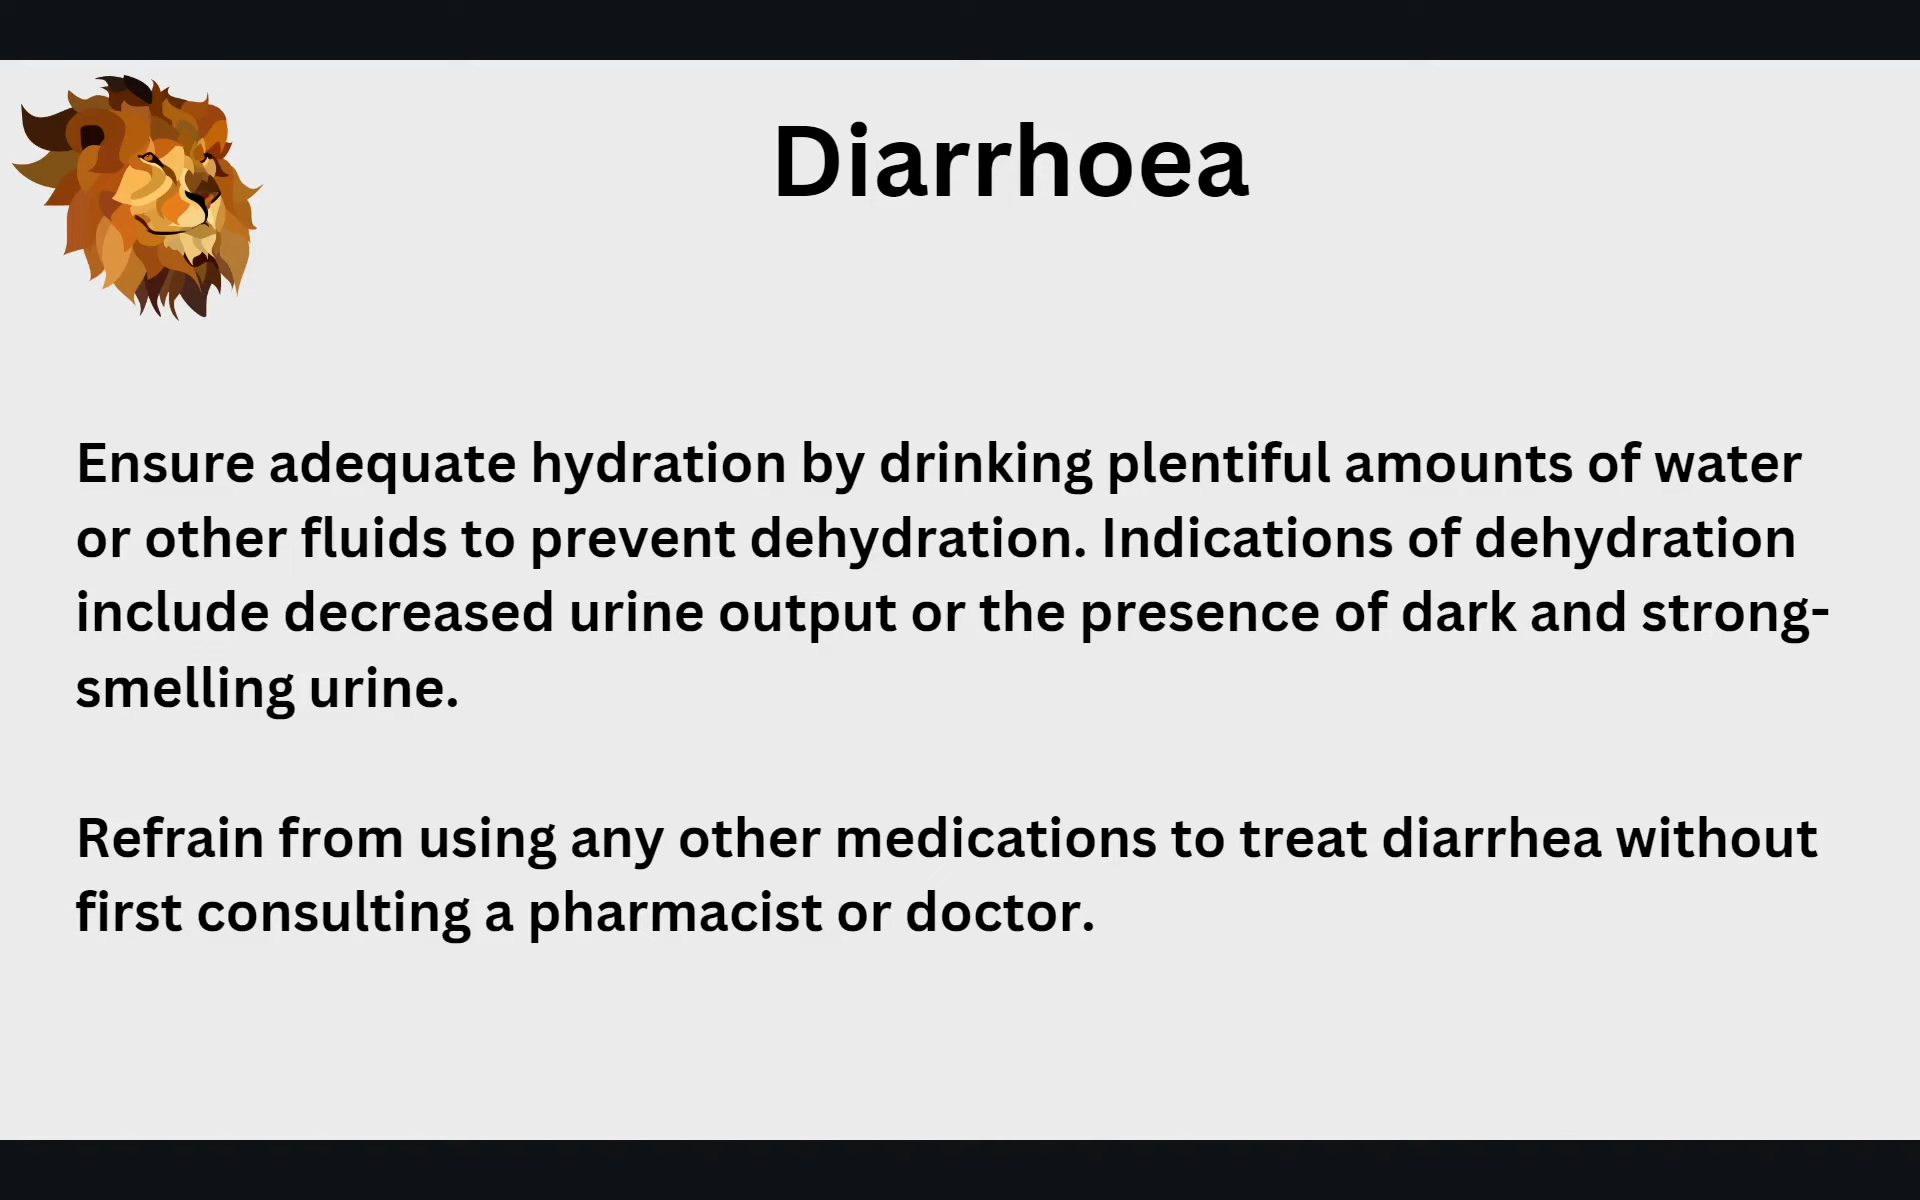 Diarrhoea
Ensure adequate hydration by drinking plentiful amounts of water
or other fluids to prevent dehydration. Indications of dehydration
include decreased urine output or the presence of dark and strong-
smelling urine.
Refrain from using any other medications to treat diarrhea without
first consulting a pharmacist or doctor.